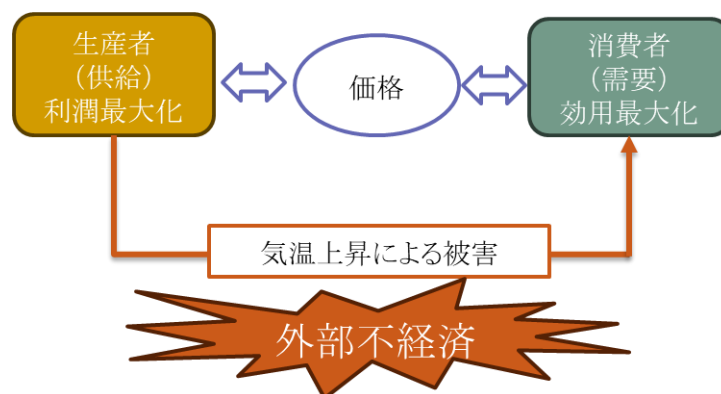 生産者
（供給）
利潤最大化
価格
消費者
（需要）
効用最大化
気温上昇による被害
外部不経済